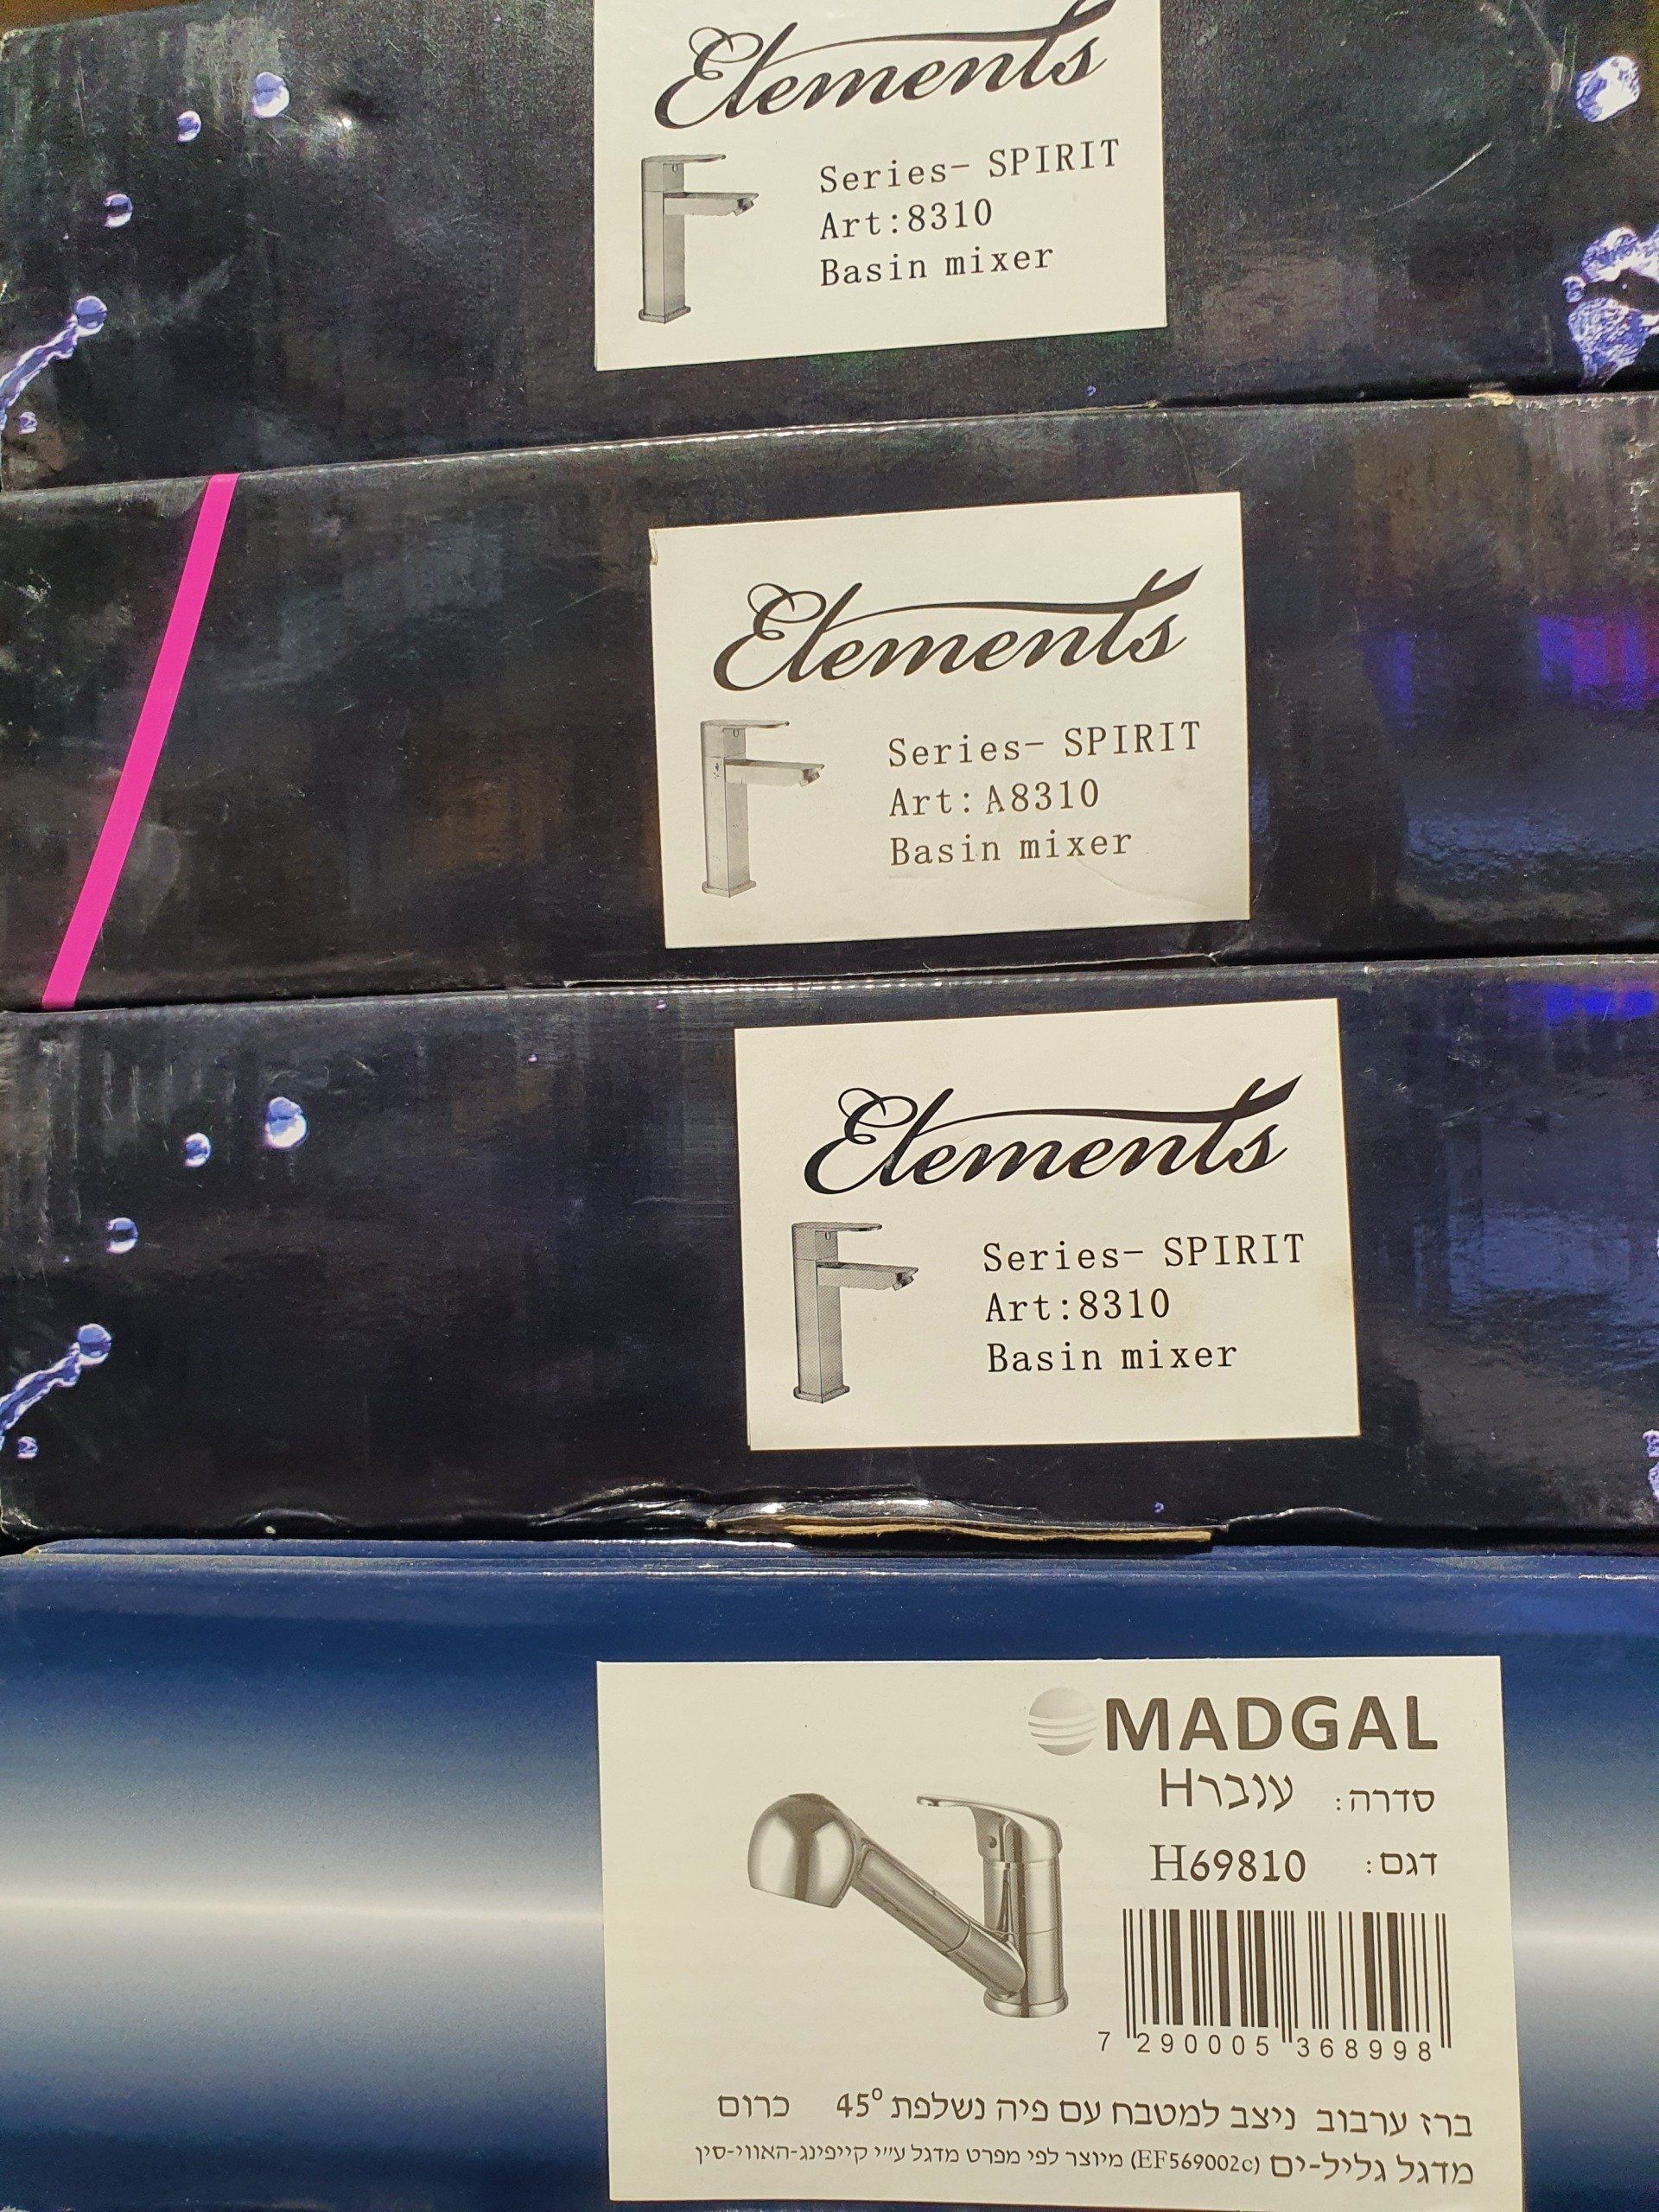 Elements
Series- SPIRIT
Art:8310
Basin mixer
Elements
Series- SPIRIT
Art: A8310
Basin mixer
Elements
Series- SPIRIT
Art:8310
Basin mixer
MADGAL
סדרה: ענברH
דגם: H69810
7 290005 368998
ברז ערבוב ניצב למטבח עם פיה נשלפת 45° כרום
מדגל גליל-ים (EF569002c) מיוצר לפי מפרט מדגל ע״י קייפינג-האווי-סין